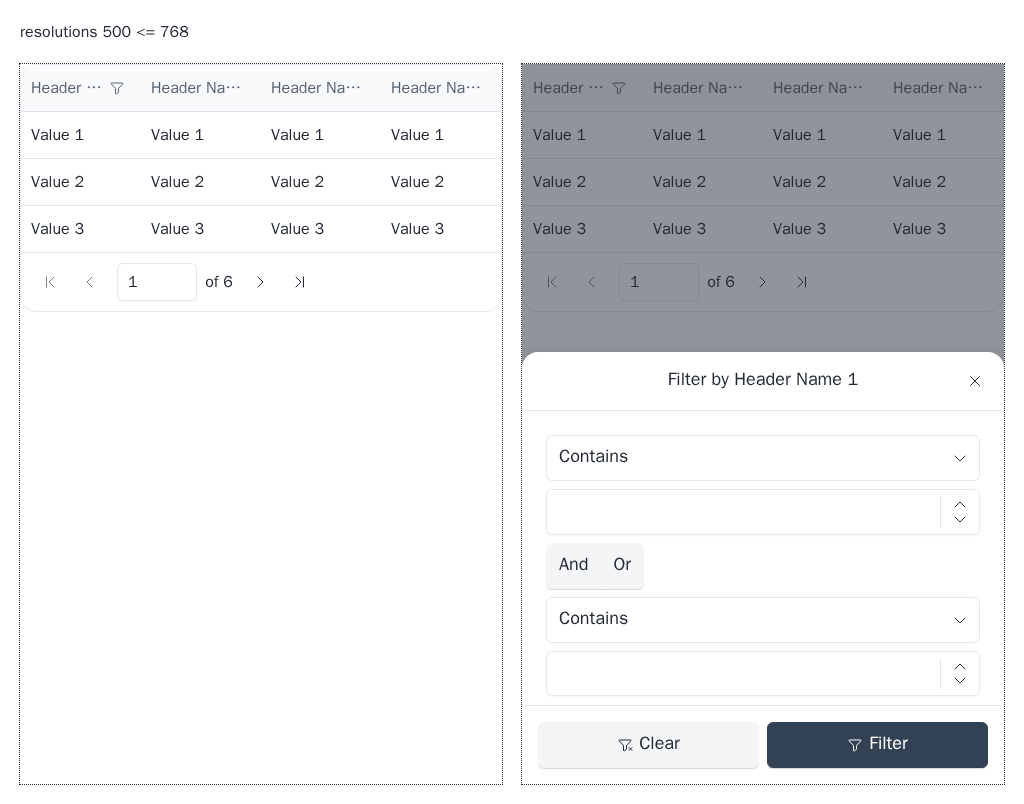 resolutions 500 <= 768
Header ··· Header Na··· Header Na··· Header Na···
Value 1 Value 1 Value 1 Value 1
Value 2 Value 2 Value 2 Value 2
Value 3 Value 3 Value 3 Value 3
1 of 6
Header ··· Header Na··· Header Na··· Header Na···
Value 1 Value 1 Value 1 Value 1
Value 2 Value 2 Value 2 Value 2
Value 3 Value 3 Value 3 Value 3
1 of 6
Filter by Header Name 1
Contains
And Or
Contains
Clear Filter